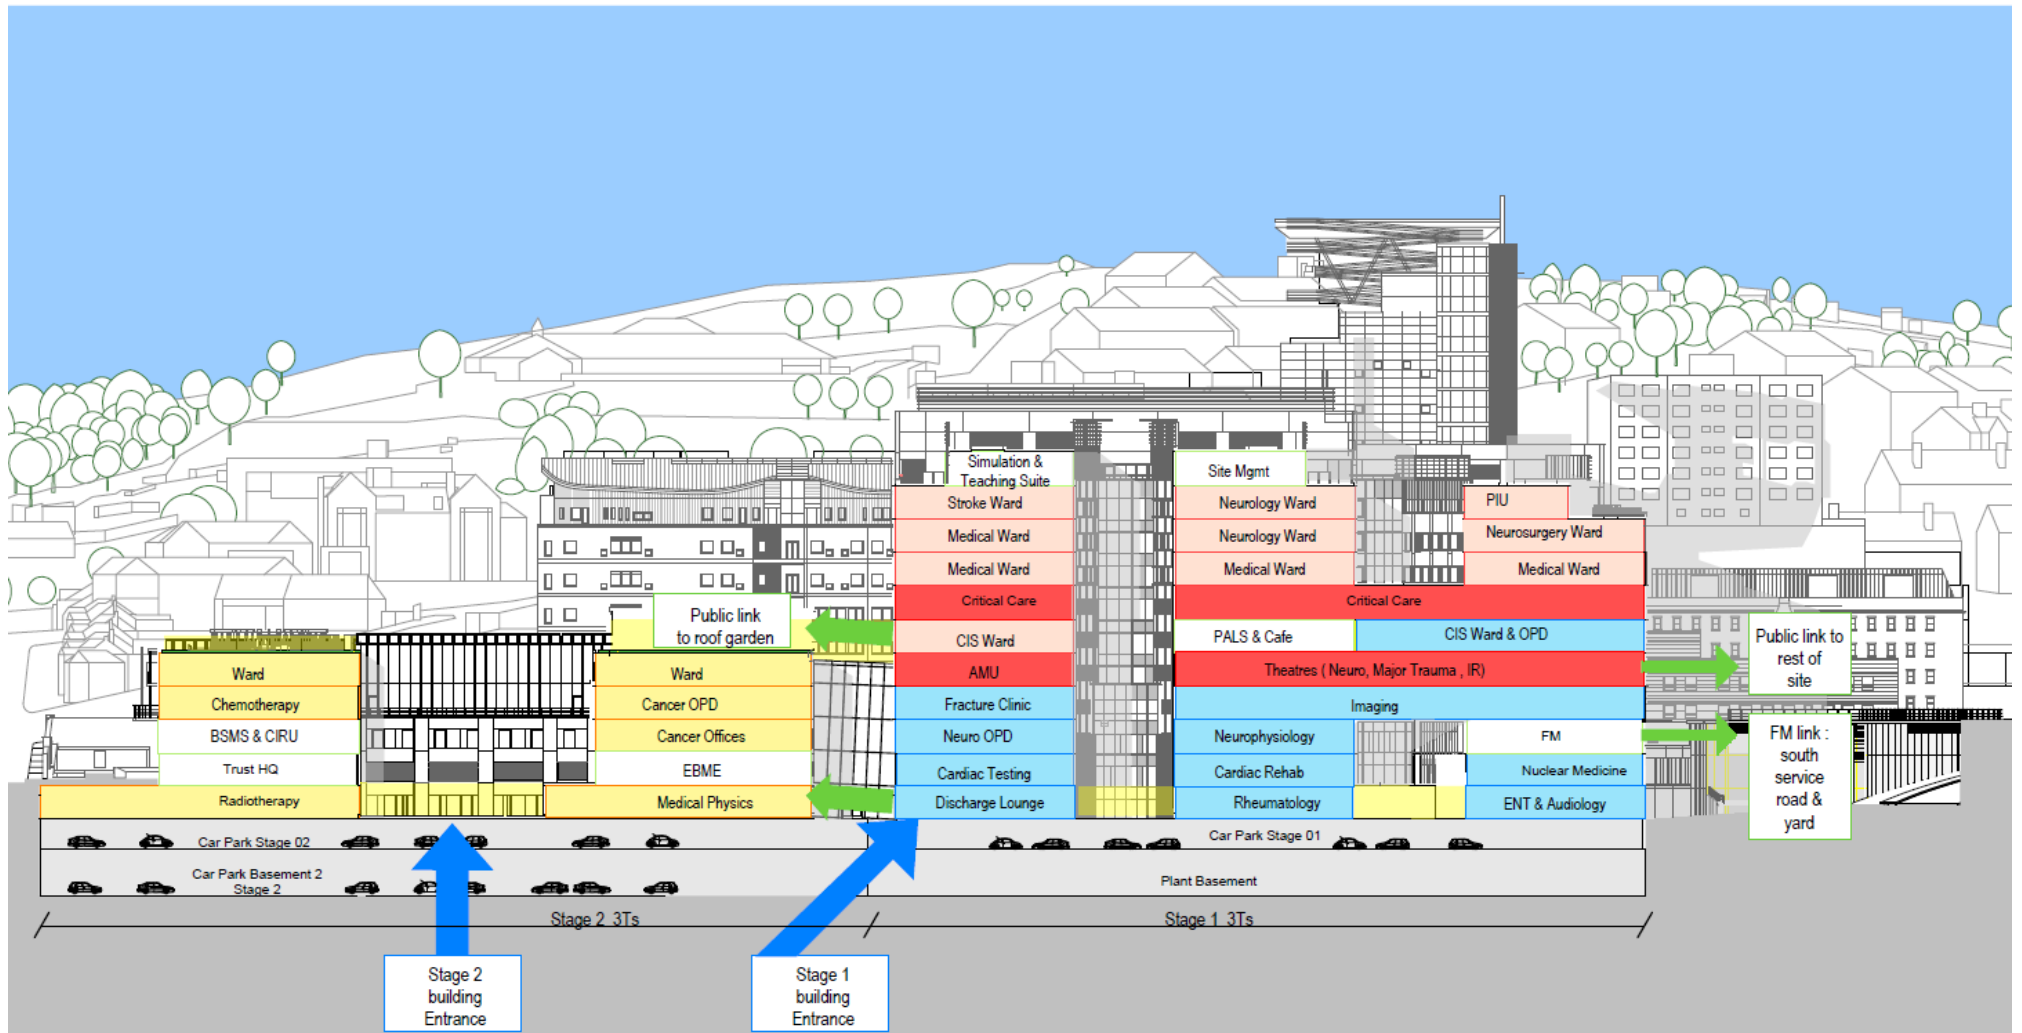 Simulation &
Teaching Suite
Site Mgmt
Stroke Ward
Neurology Ward
PIU
Medical Ward
Neurology Ward
Neurosurgery Ward
Medical Ward
Medical Ward
Medical Ward
Critical Care
Critical Care
Public link
to roof garden
CIS Ward
PALS & Cafe
CIS Ward & OPD
Public link to
rest of
site
Ward
Ward
AMU
Theatres ( Neuro, Major Trauma , IR)
Chemotherapy
Cancer OPD
Fracture Clinic
Imaging
BSMS & CIRU
Cancer Offices
Neuro OPD
Neurophysiology
FM
FM link :
south
service
road &
yard
Trust HQ
EBME
Cardiac Testing
Cardiac Rehab
Nuclear Medicine
Radiotherapy
Medical Physics
Discharge Lounge
Rheumatology
ENT & Audiology
Car Park Stage 02
Car Park Stage 01
Car Park Basement 2
Stage 2
Plant Basement
Stage 2 3Ts
Stage 1 3Ts
Stage 2
building
Entrance
Stage 1
building
Entrance